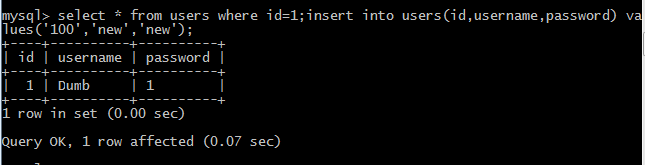 mysql> select * from users where id=1;insert into users(id,username,password) va
lues('100','new','new');
+----+----------+----------+
| id | username | password |
+----+----------+----------+
|  1 | Dumb     | 1        |
+----+----------+----------+
1 row in set (0.00 sec)
Query OK, 1 row affected (0.07 sec)